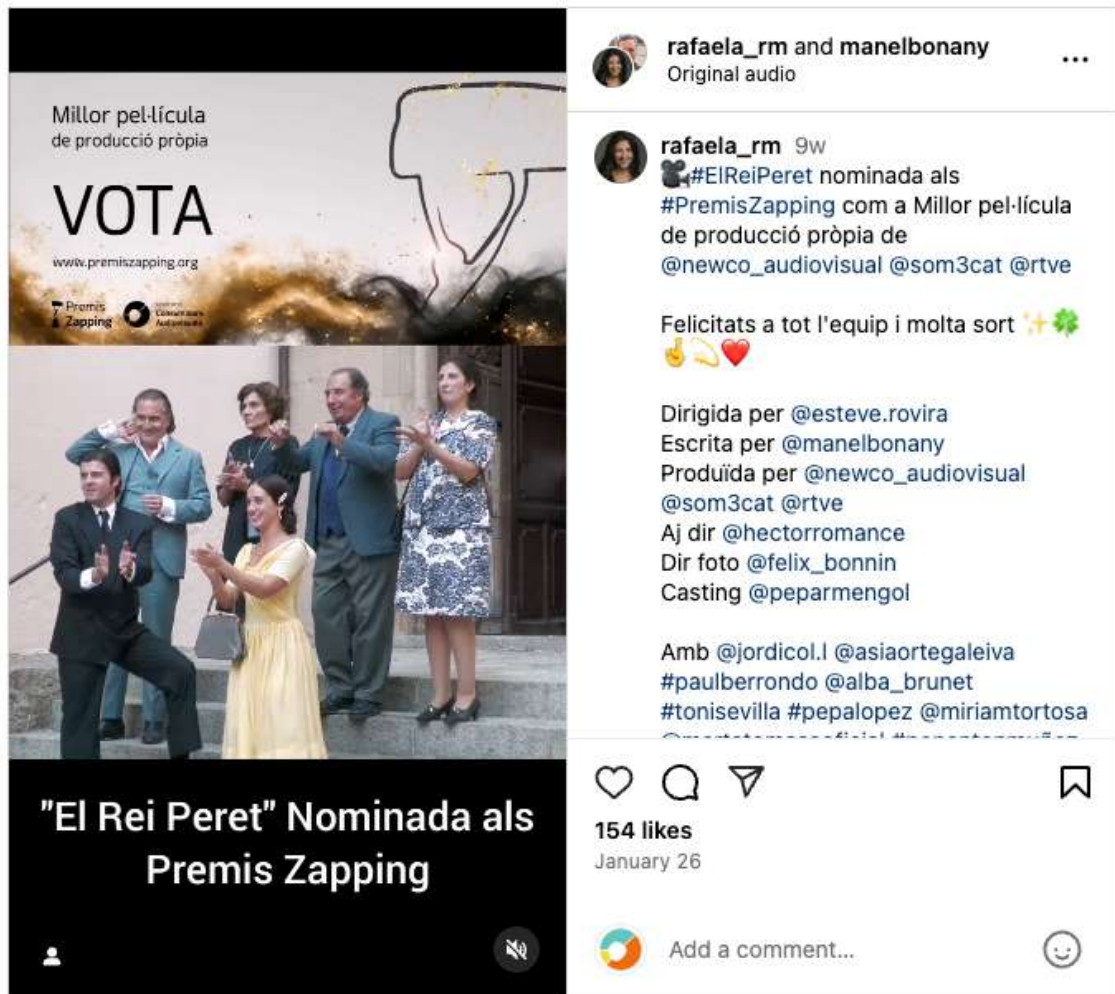 Millor pel·lícula
de producció pròpia
VOTA
www.premiszapping.org
Premis
Zapping
Consumidors
Audiovisuals
"El Rei Peret" Nominada als
Premis Zapping
rafaela_rm and manelbonany
Original audio
rafaela_rm 9w
#ElReiPeret nominada als
#PremisZapping com a Millor pel·lícula
de producció pròpia de
@newco_audiovisual @som3cat @rtve
Felicitats a tot l'equip i molta sort
Dirigida per @esteve.rovira
Escrita per @manelbonany
Produïda per @newco_audiovisual
@som3cat @rtve
Aj dir @hectorromance
Dir foto @felix_bonnin
Casting @peparmengol
Amb @jordicol.l @asiaortegaleiva
#paulberrondo @alba_brunet
#tonisevilla #pepalopez @miriamtortosa
154 likes
January 26
Add a comment...